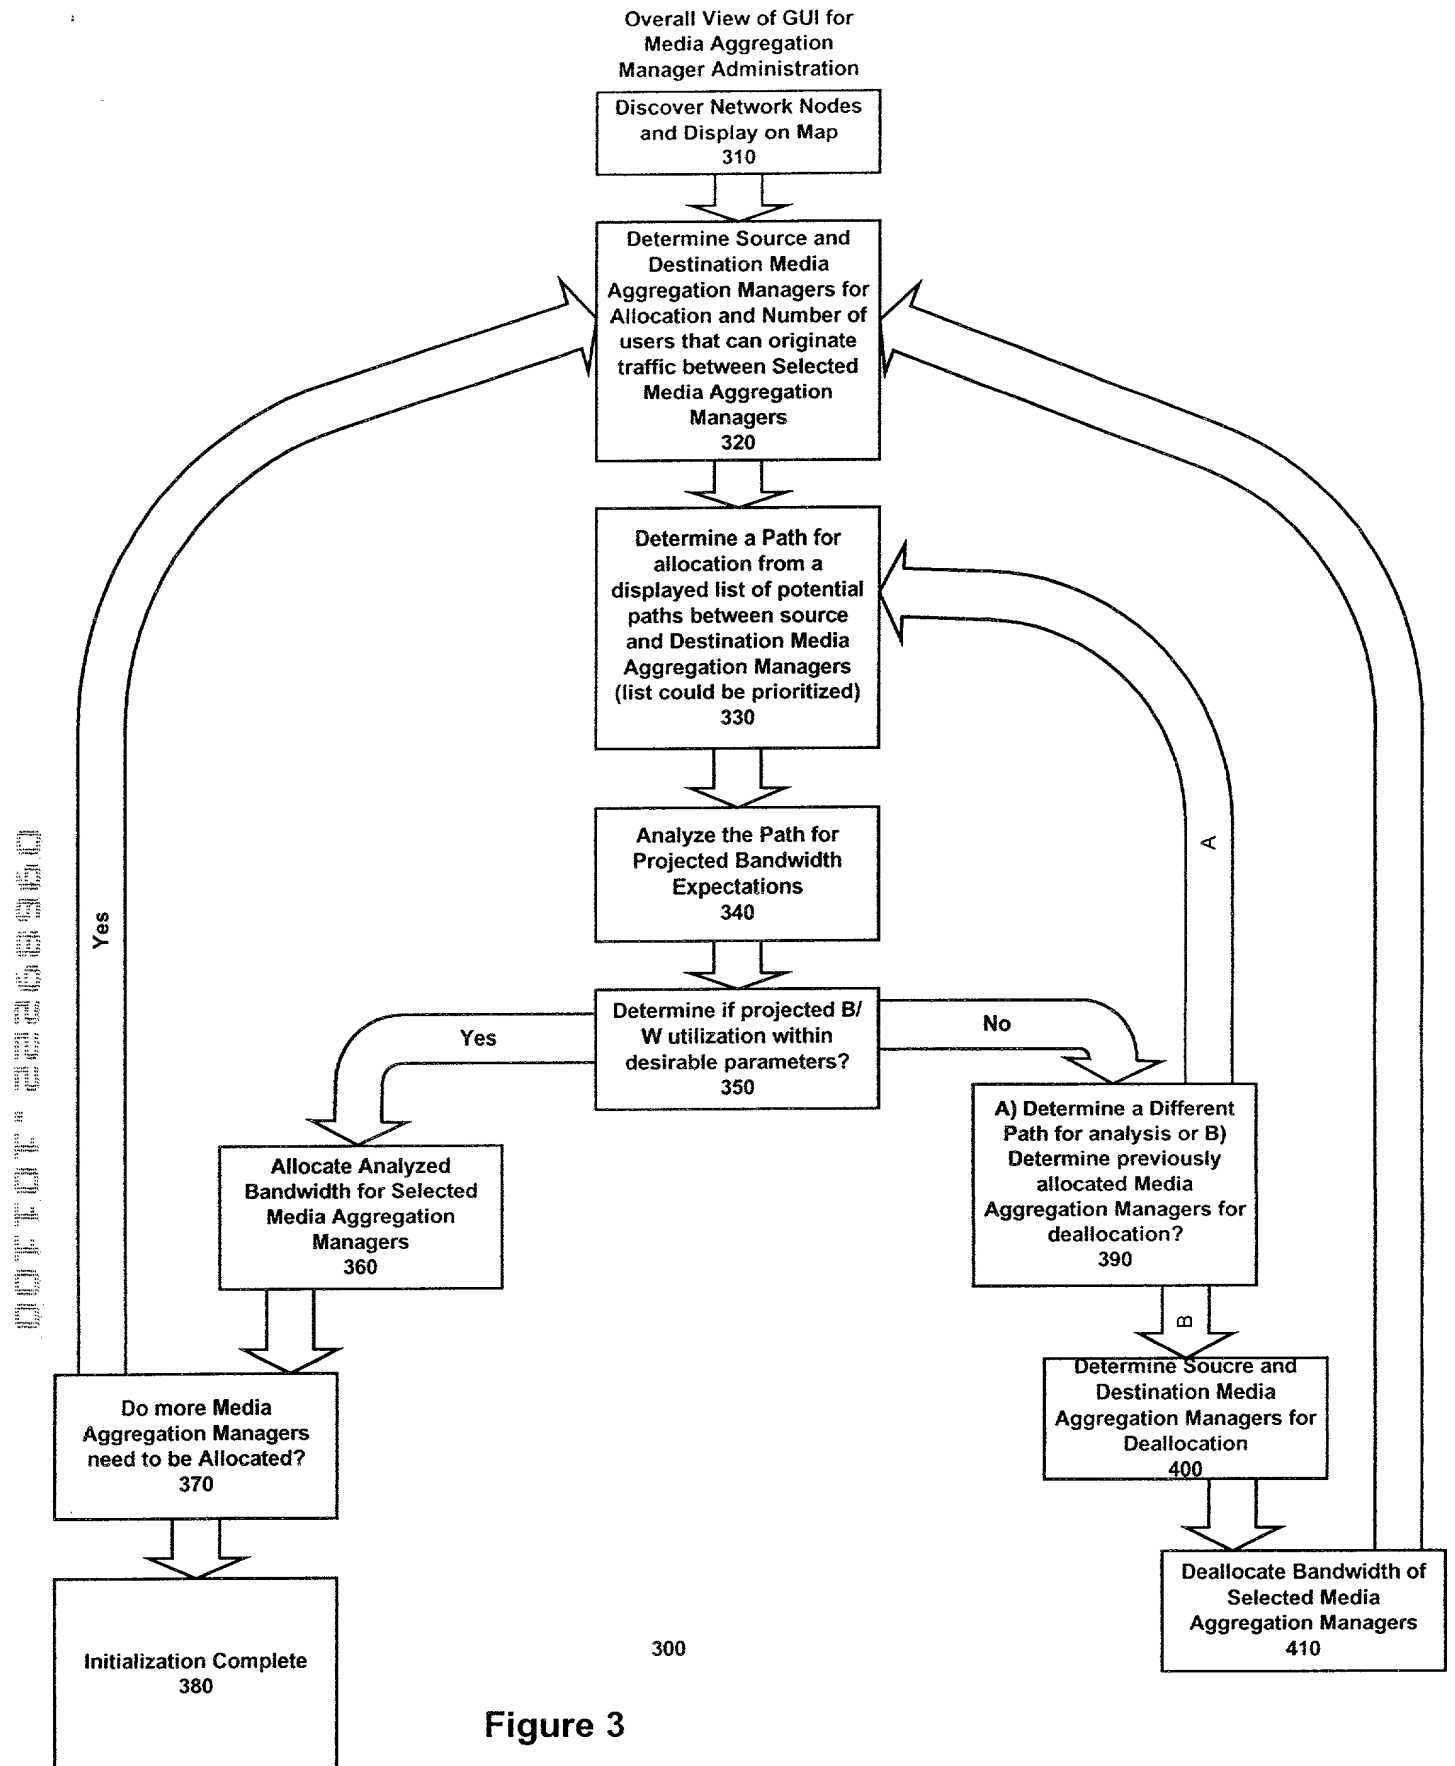 Overall View of GUI for
Media Aggregation
Manager Administration
Discover Network Nodes
and Display on Map
310
Determine Source and
Destination Media
Aggregation Managers for
Allocation and Number of
users that can originate
traffic between Selected
Media Aggregation
Managers
320
Determine a Path for
allocation from a
displayed list of potential
paths between source
and Destination Media
Aggregation Managers
(list could be prioritized)
330
Analyze the Path for
Projected Bandwidth
Expectations
340
Determine if projected B/
W utilization within
desirable parameters?
350
Yes
No
A
Yes
Allocate Analyzed
Bandwidth for Selected
Media Aggregation
Managers
360
A) Determine a Different
Path for analysis or B)
Determine previously
allocated Media
Aggregation Managers for
deallocation?
390
B
Do more Media
Aggregation Managers
need to be Allocated?
370
Determine Soucre and
Destination Media
Aggregation Managers for
Deallocation
400
Deallocate Bandwidth of
Selected Media
Aggregation Managers
410
Initialization Complete
380
300
Figure 3